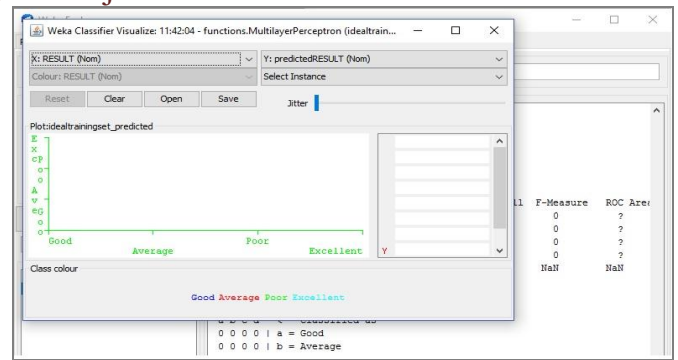 Weka Classifier Visualize: 11:42:04 - functions.MultilayerPerceptron (idealtrain...
X: RESULT (Nom)
Y: predictedRESULT (Nom)
Colour: RESULT (Nom)
Select Instance
Reset
Clear
Open
Save
Jitter
Plot:idealtrainingset_predicted
Good
Average
Poor
Excellent
Y
ll F-Measure ROC Area
0 ?
0 ?
0 ?
0 ?
NaN NaN
Class colour
Good Average Poor Excellent
a b c d <-- classified as
0 0 0 0 | a = Good
0 0 0 0 | b = Average